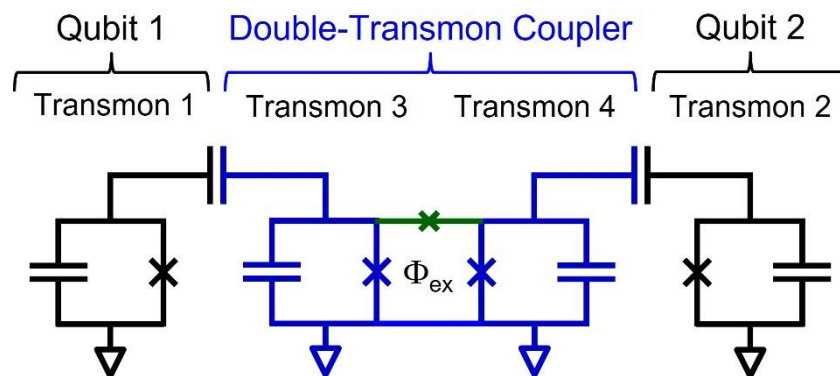 Qubit 1 Double-Transmon Coupler Qubit 2
Transmon 1 Transmon 3 Transmon 4 Transmon 2
Φex